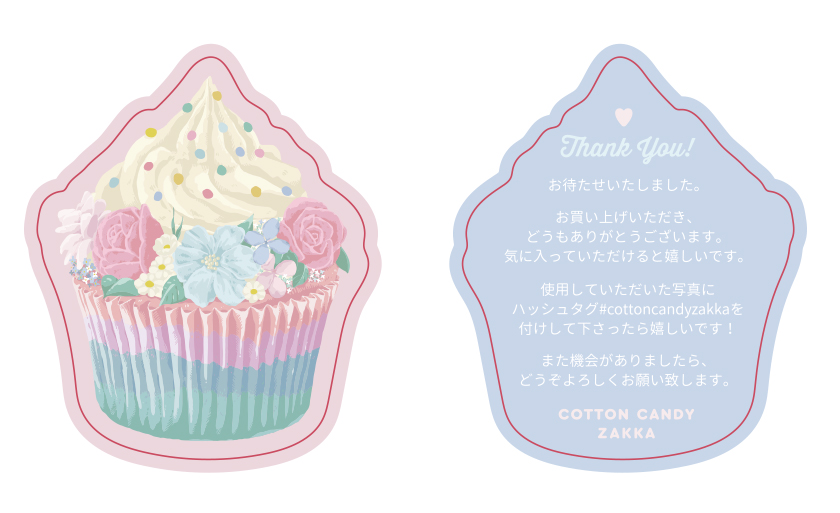 Thank You!
お待たせいたしました。
お買い上げいただき、
どうもありがとうございます。
気に入っていただけると嬉しいです。
使用していただいた写真に
ハッシュタグ#cottoncandyzakkaを
付けして下さったら嬉しいです！
また機会がありましたら、
どうぞよろしくお願い致します。
COTTON CANDY
ZAKKA